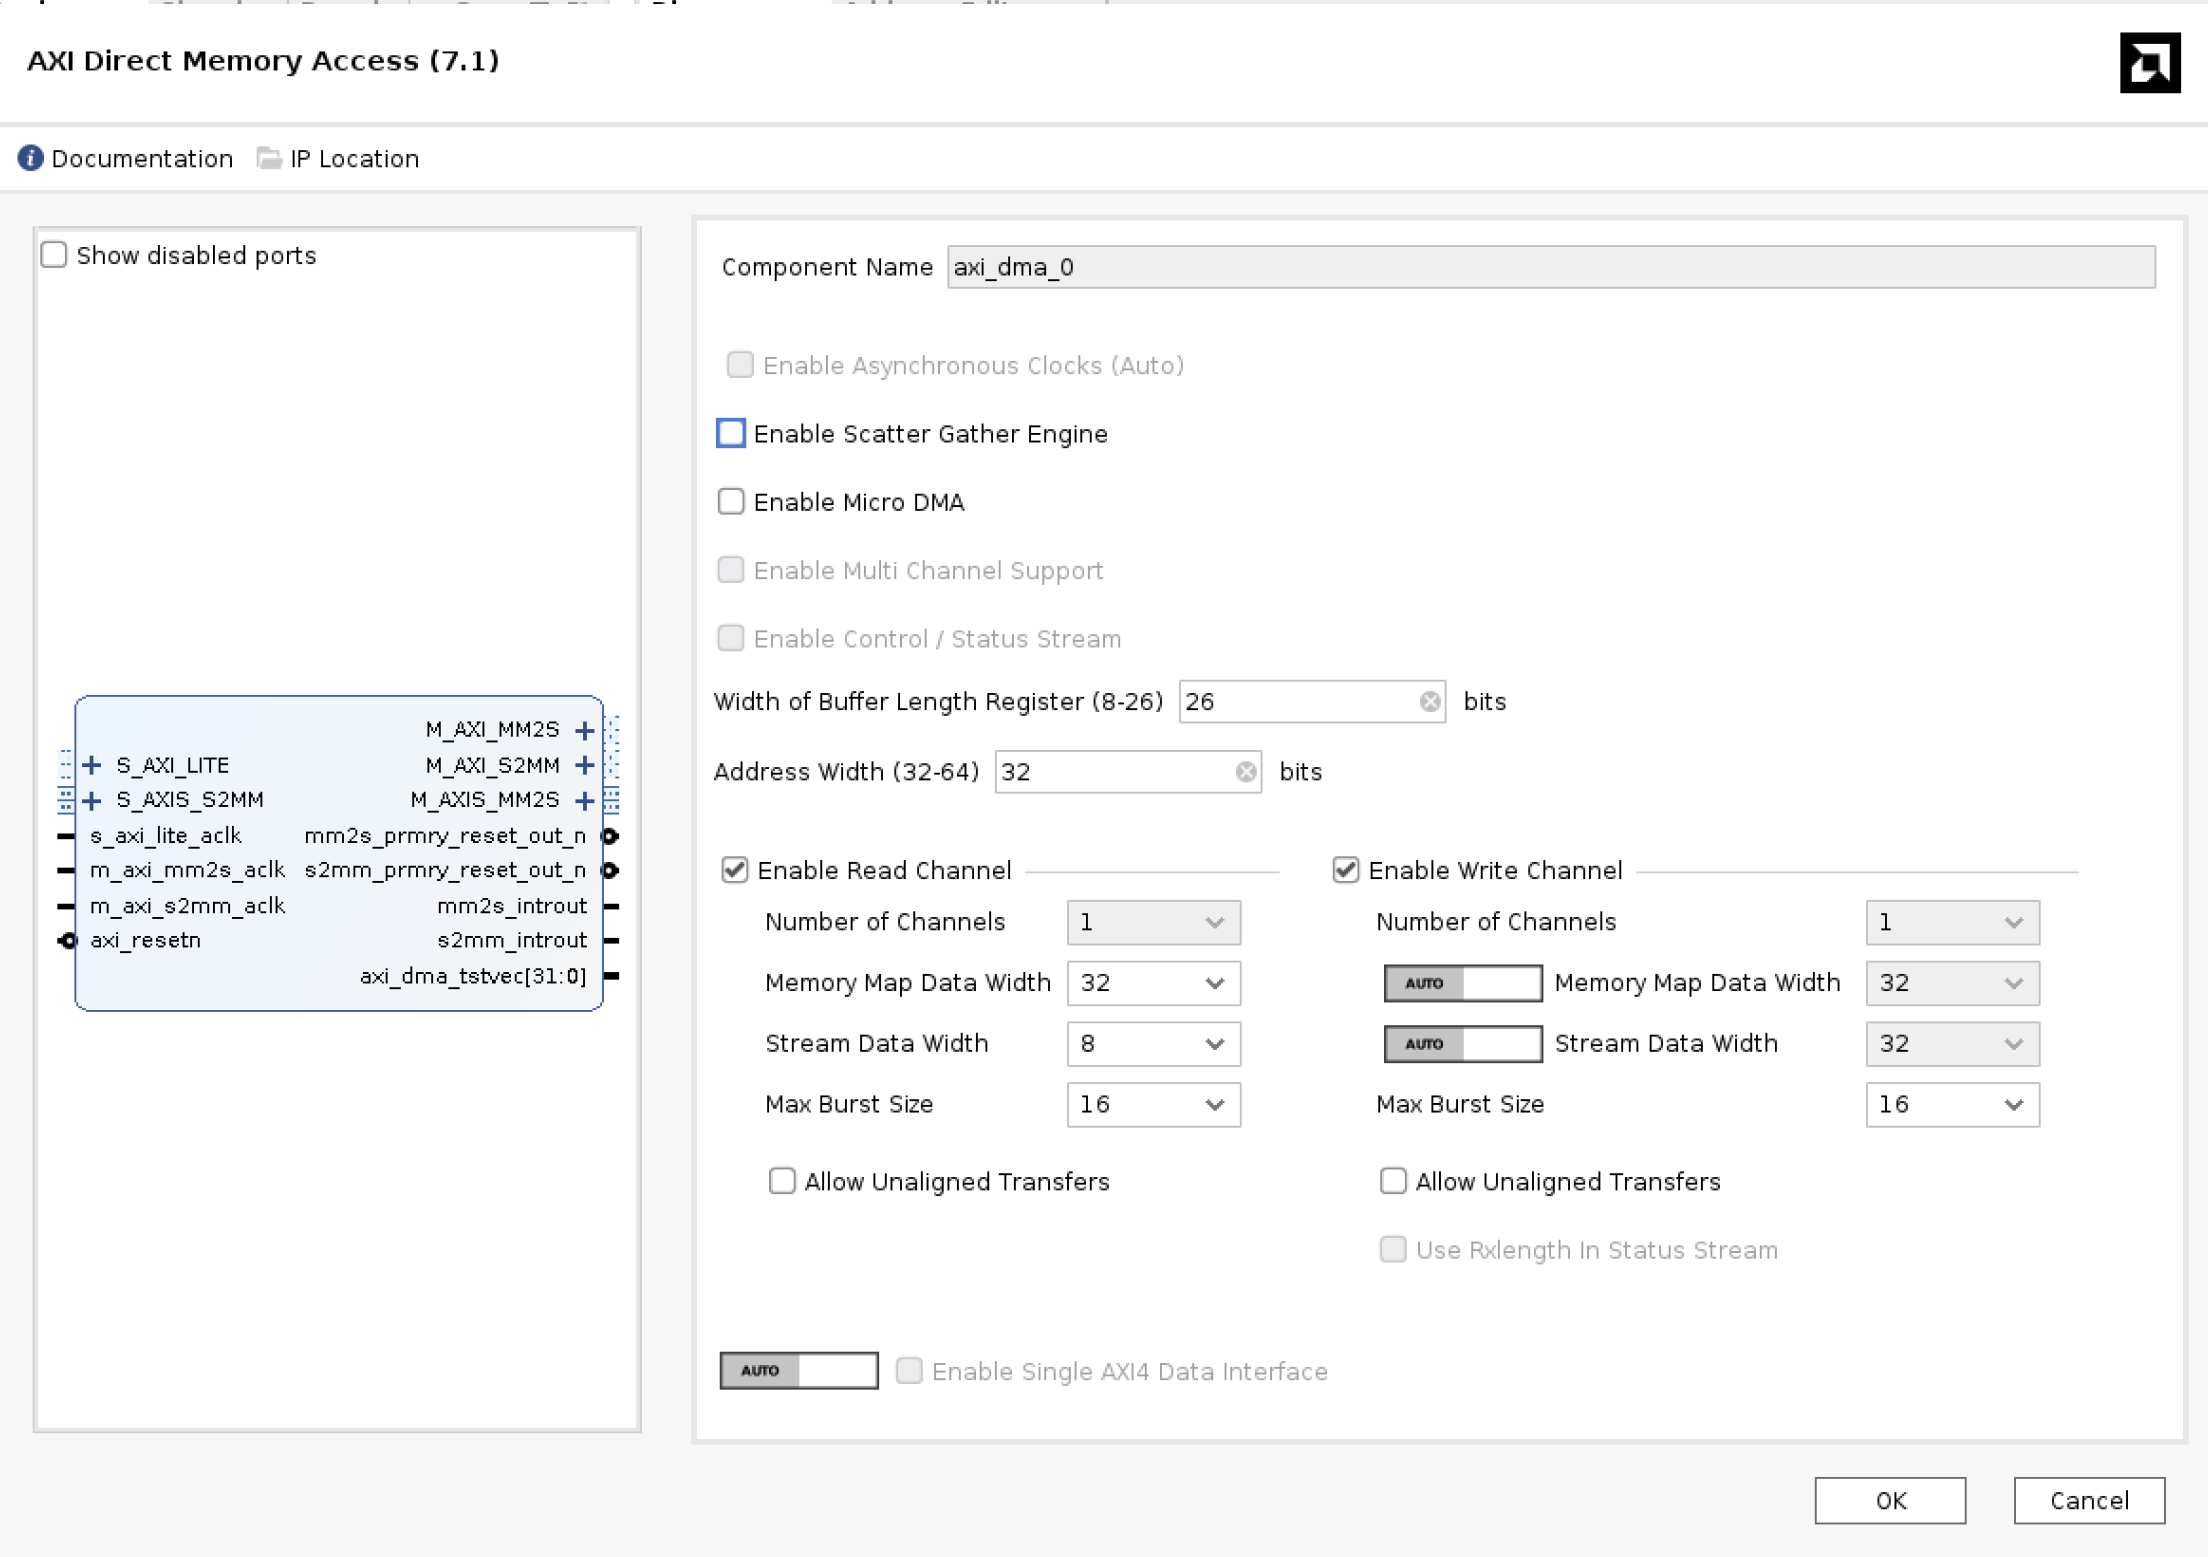 AXI Direct Memory Access (7.1)
Documentation IP Location
Show disabled ports
M_AXI_MM2S
S_AXI_LITE M_AXI_S2MM
S_AXIS_S2MM M_AXIS_MM2S
s_axi_lite_aclk mm2s_prmry_reset_out_n
m_axi_mm2s_aclk s2mm_prmry_reset_out_n
m_axi_s2mm_aclk mm2s_introut
axi_resetn s2mm_introut
axi_dma_tstvec[31:0]
Component Name axi_dma_0
Enable Asynchronous Clocks (Auto)
Enable Scatter Gather Engine
Enable Micro DMA
Enable Multi Channel Support
Enable Control / Status Stream
Width of Buffer Length Register (8-26) 26 bits
Address Width (32-64) 32 bits
Enable Read Channel
Number of Channels 1
Memory Map Data Width 32
Stream Data Width 8
Max Burst Size 16
Allow Unaligned Transfers
Enable Write Channel
Number of Channels 1
AUTO Memory Map Data Width 32
AUTO Stream Data Width 32
Max Burst Size 16
Allow Unaligned Transfers
Use Rxlength In Status Stream
AUTO Enable Single AXI4 Data Interface
OK Cancel